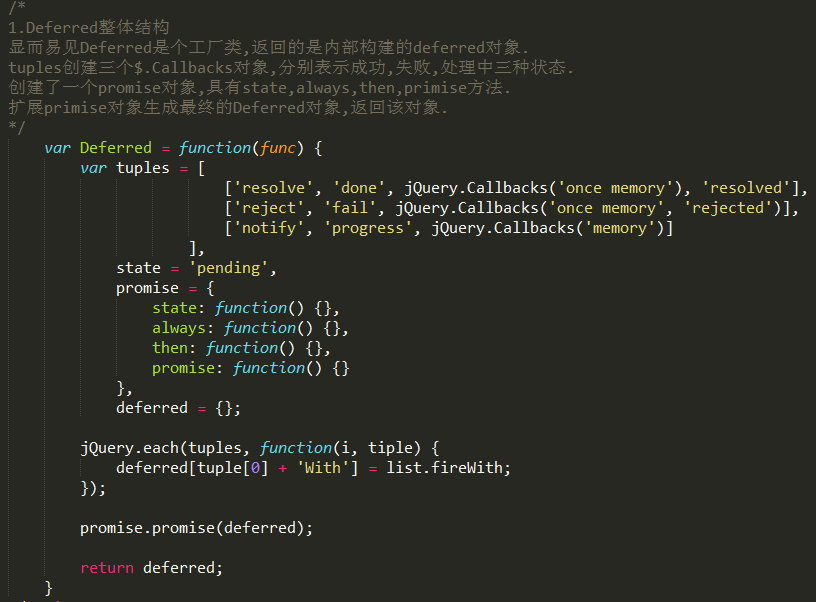 /*
1.Deferred整体结构
显而易见Deferred是个工厂类,返回的是内部构建的deferred对象.
tuples创建三个$.Callbacks对象,分别表示成功,失败,处理中三种状态.
创建了一个promise对象,具有state,always,then,primise方法.
扩展primise对象生成最终的Deferred对象,返回该对象.
*/
var Deferred = function(func) {
var tuples = [
['resolve', 'done', jQuery.Callbacks('once memory'), 'resolved'],
['reject', 'fail', jQuery.Callbacks('once memory', 'rejected')],
['notify', 'progress', jQuery.Callbacks('memory')]
],
state = 'pending',
promise = {
state: function() {},
always: function() {},
then: function() {},
promise: function() {}
},
deferred = {};
jQuery.each(tuples, function(i, tiple) {
deferred[tuple[0] + 'With'] = list.fireWith;
});
promise.promise(deferred);
return deferred;
}